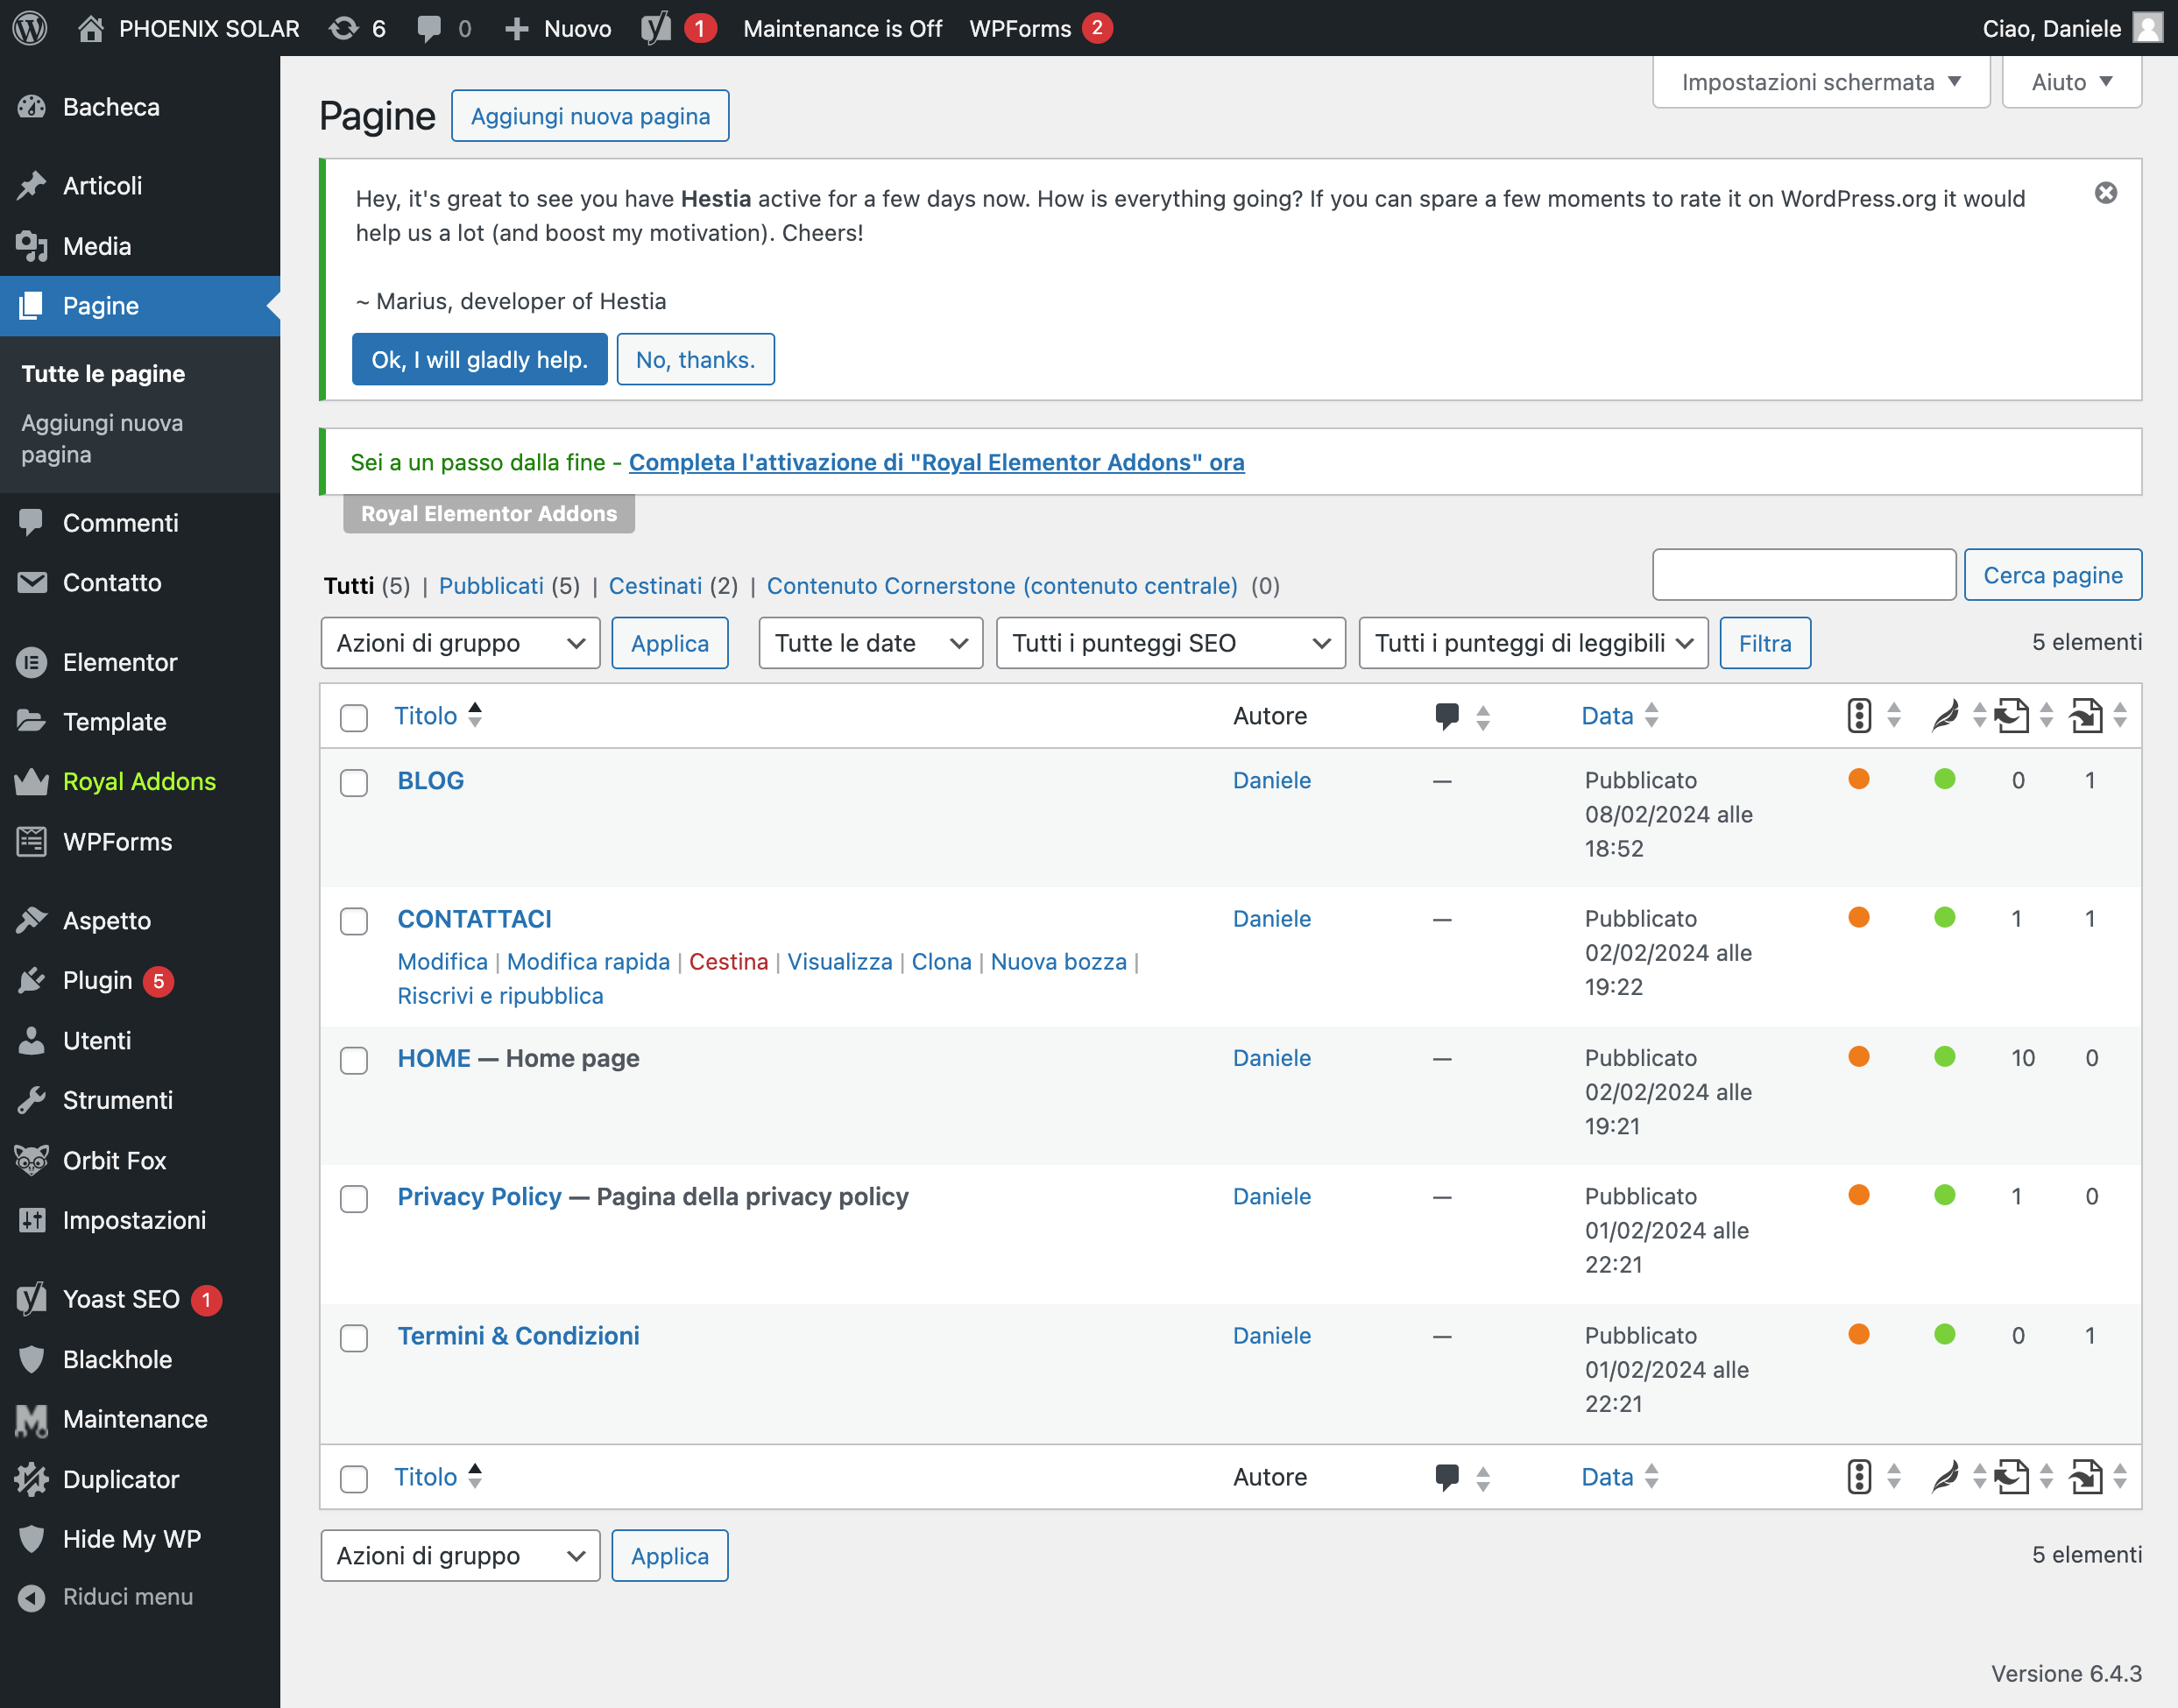 PHOENIX SOLAR 6 0 Nuovo 1 Maintenance is Off WPForms 2 Ciao, Daniele
Bacheca
Articoli
Media
Pagine
Tutte le pagine
Aggiungi nuova
pagina
Commenti
Contatto
Elementor
Template
Royal Addons
WPForms
Aspetto
Plugin 5
Utenti
Strumenti
Orbit Fox
Impostazioni
Yoast SEO 1
Blackhole
Maintenance
Duplicator
Hide My WP
Riduci menu
Impostazioni schermata Aiuto
Pagine Aggiungi nuova pagina
Hey, it's great to see you have Hestia active for a few days now. How is everything going? If you can spare a few moments to rate it on WordPress.org it would
help us a lot (and boost my motivation). Cheers!
~ Marius, developer of Hestia
Ok, I will gladly help. No, thanks.
Sei a un passo dalla fine - Completa l'attivazione di "Royal Elementor Addons" ora
Royal Elementor Addons
Tutti (5) | Pubblicati (5) | Cestinati (2) | Contenuto Cornerstone (contenuto centrale) (0) Cerca pagine
Azioni di gruppo Applica Tutte le date Tutti i punteggi SEO Tutti i punteggi di leggibili Filtra 5 elementi
Titolo Autore Data
BLOG Daniele — Pubblicato 0 1
08/02/2024 alle
18:52
CONTATTACI Daniele — Pubblicato 1 1
02/02/2024 alle
19:22
Modifica | Modifica rapida | Cestina | Visualizza | Clona | Nuova bozza |
Riscrivi e ripubblica
HOME — Home page Daniele — Pubblicato 10 0
02/02/2024 alle
19:21
Privacy Policy — Pagina della privacy policy Daniele — Pubblicato 1 0
01/02/2024 alle
22:21
Termini & Condizioni Daniele — Pubblicato 0 1
01/02/2024 alle
22:21
Titolo Autore Data
Azioni di gruppo Applica 5 elementi
Versione 6.4.3